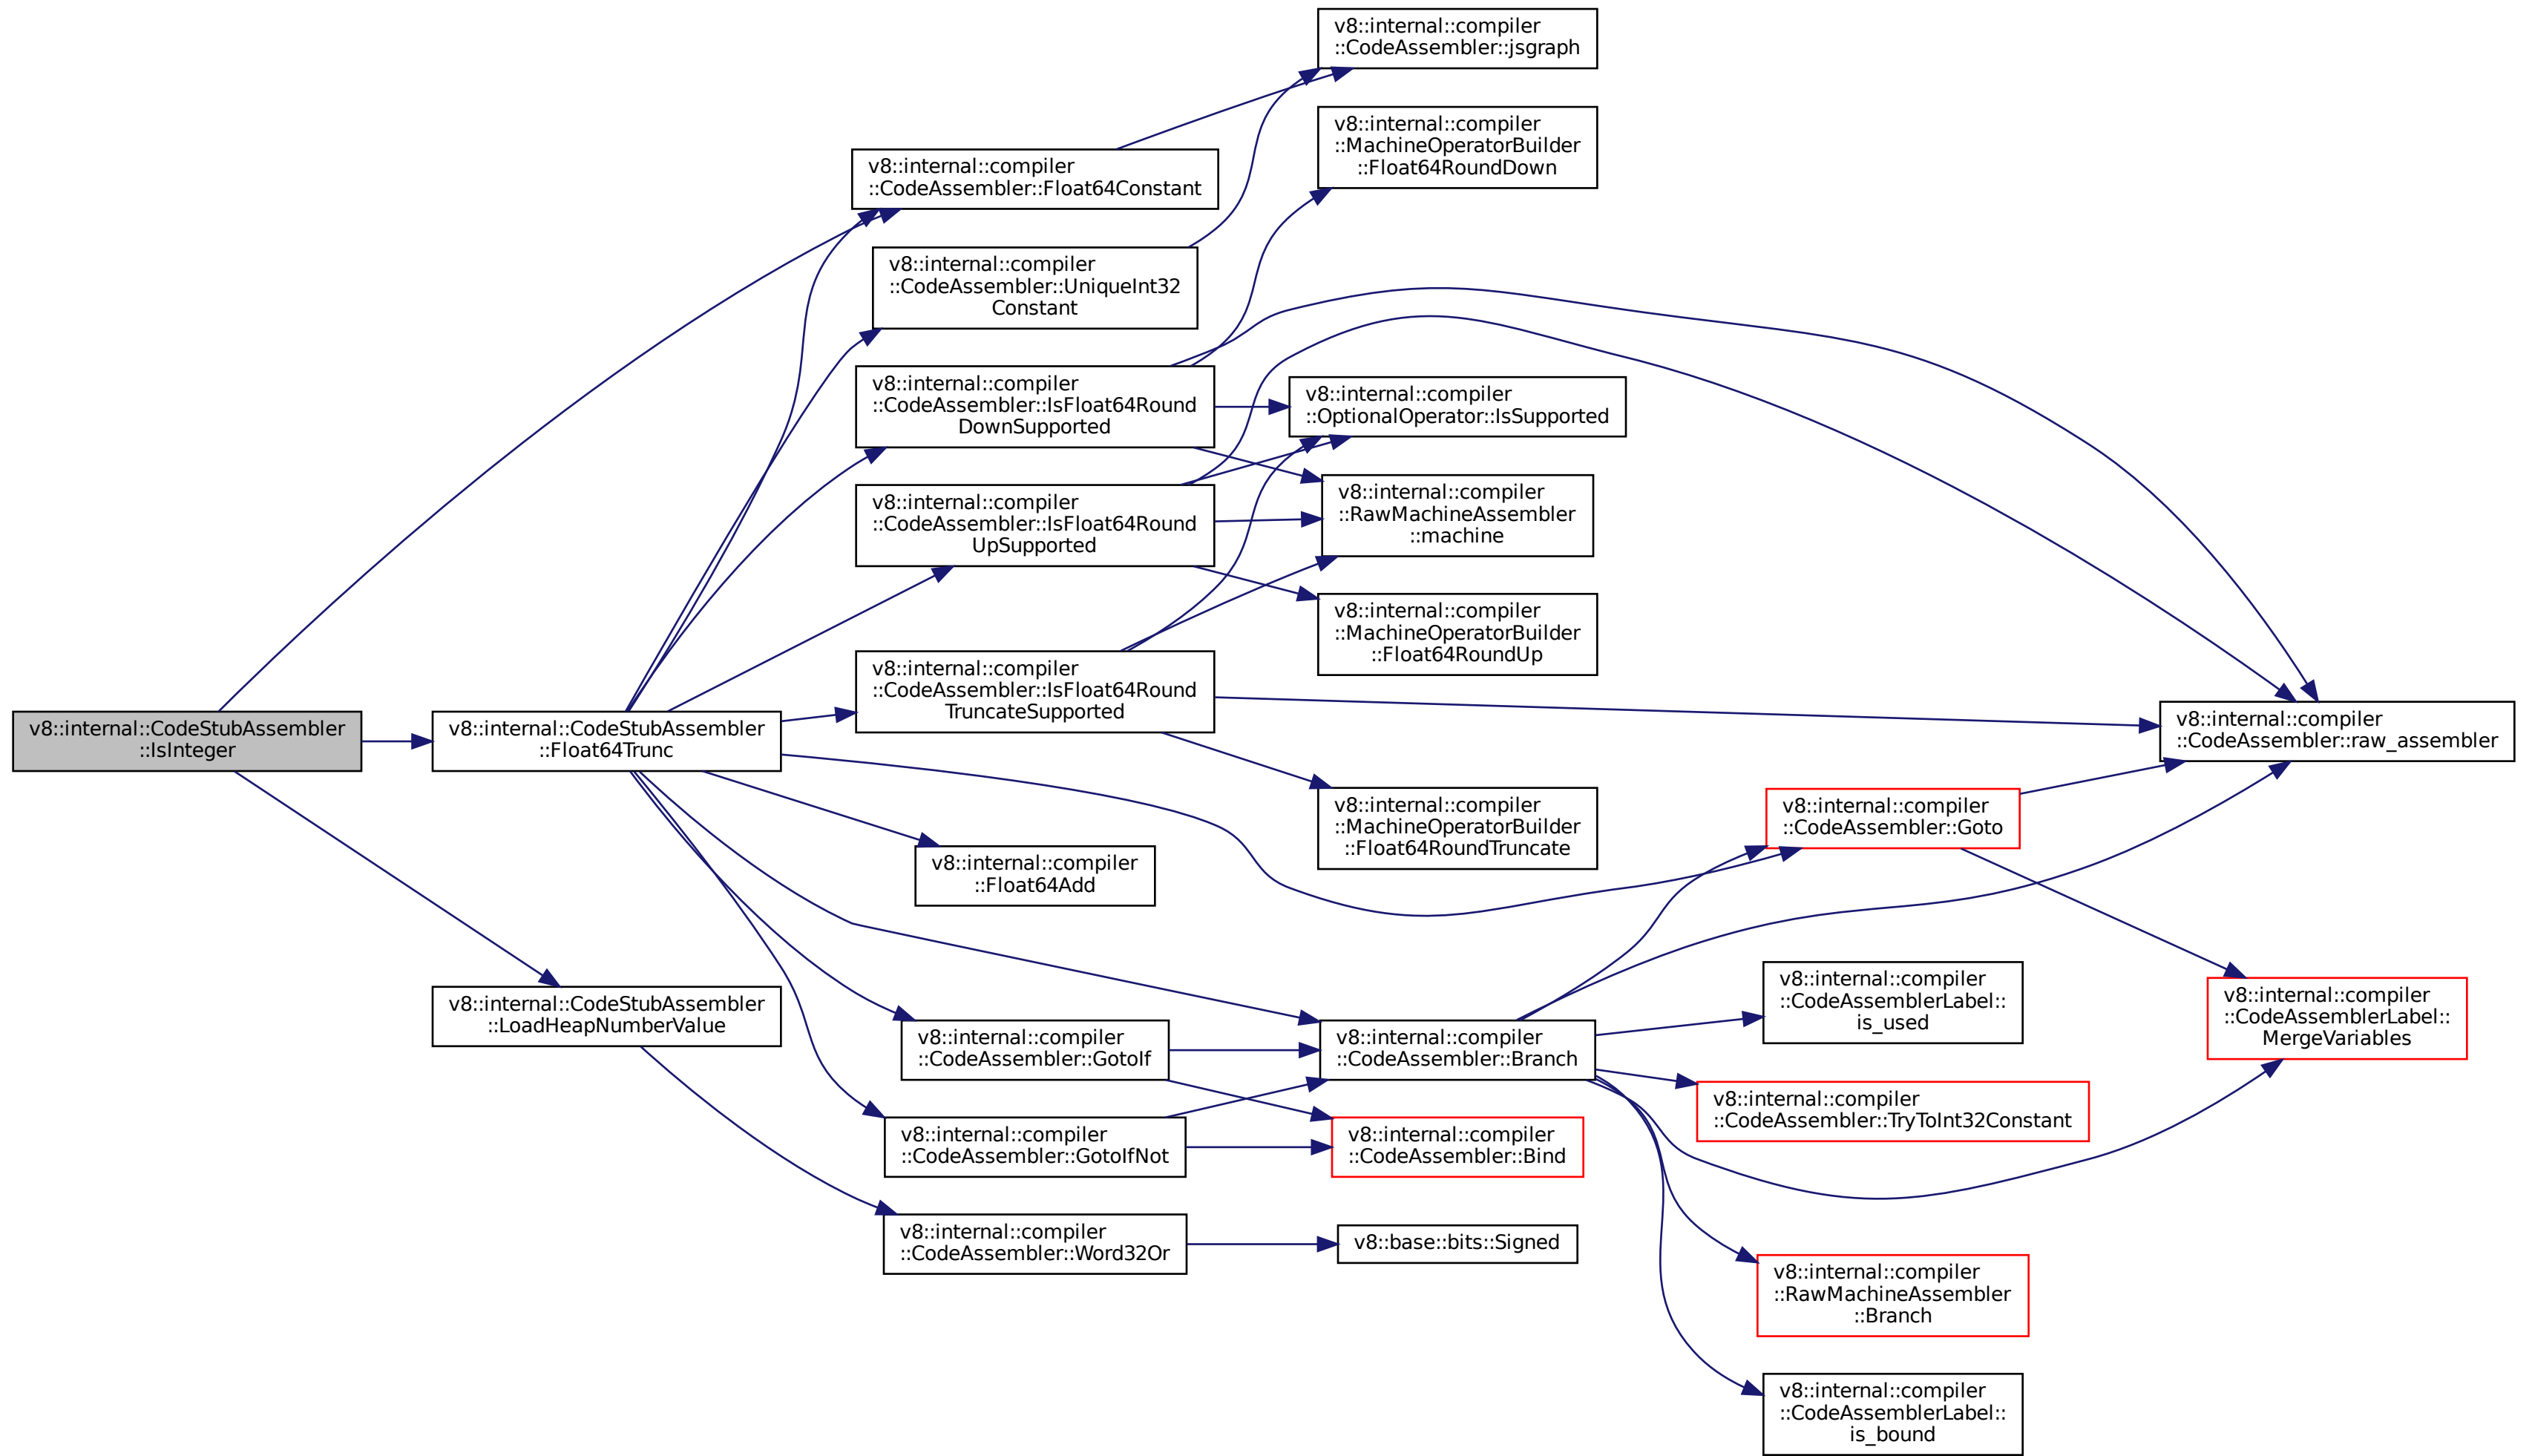 v8::internal::compiler
::CodeAssembler::jsgraph
v8::internal::compiler
::MachineOperatorBuilder
::Float64RoundDown
v8::internal::compiler
::CodeAssembler::Float64Constant
v8::internal::compiler
::CodeAssembler::UniqueInt32
Constant
v8::internal::compiler
::CodeAssembler::IsFloat64Round
DownSupported
v8::internal::compiler
::OptionalOperator::IsSupported
v8::internal::compiler
::CodeAssembler::IsFloat64Round
UpSupported
v8::internal::compiler
::RawMachineAssembler
::machine
v8::internal::compiler
::MachineOperatorBuilder
::Float64RoundUp
v8::internal::compiler
::CodeAssembler::IsFloat64Round
TruncateSupported
v8::internal::CodeStubAssembler
::IsInteger
v8::internal::CodeStubAssembler
::Float64Trunc
v8::internal::compiler
::CodeAssembler::raw_assembler
v8::internal::compiler
::MachineOperatorBuilder
::Float64RoundTruncate
v8::internal::compiler
::CodeAssembler::Goto
v8::internal::compiler
::Float64Add
v8::internal::CodeStubAssembler
::LoadHeapNumberValue
v8::internal::compiler
::CodeAssemblerLabel::
is_used
v8::internal::compiler
::CodeAssemblerLabel::
MergeVariables
v8::internal::compiler
::CodeAssembler::GotoIf
v8::internal::compiler
::CodeAssembler::Branch
v8::internal::compiler
::CodeAssembler::TryToInt32Constant
v8::internal::compiler
::CodeAssembler::GotoIfNot
v8::internal::compiler
::CodeAssembler::Bind
v8::internal::compiler
::CodeAssembler::Word32Or
v8::base::bits::Signed
v8::internal::compiler
::RawMachineAssembler
::Branch
v8::internal::compiler
::CodeAssemblerLabel::
is_bound